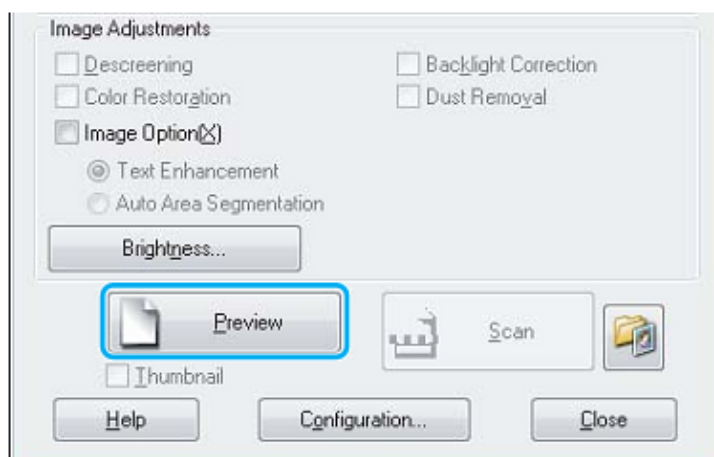 Image Adjustments
Descreening Backlight Correction
Color Restoration Dust Removal
Image Option(X)
Text Enhancement
Auto Area Segmentation
Brightness...
Preview Scan
Thumbnail
Help Configuration... Close